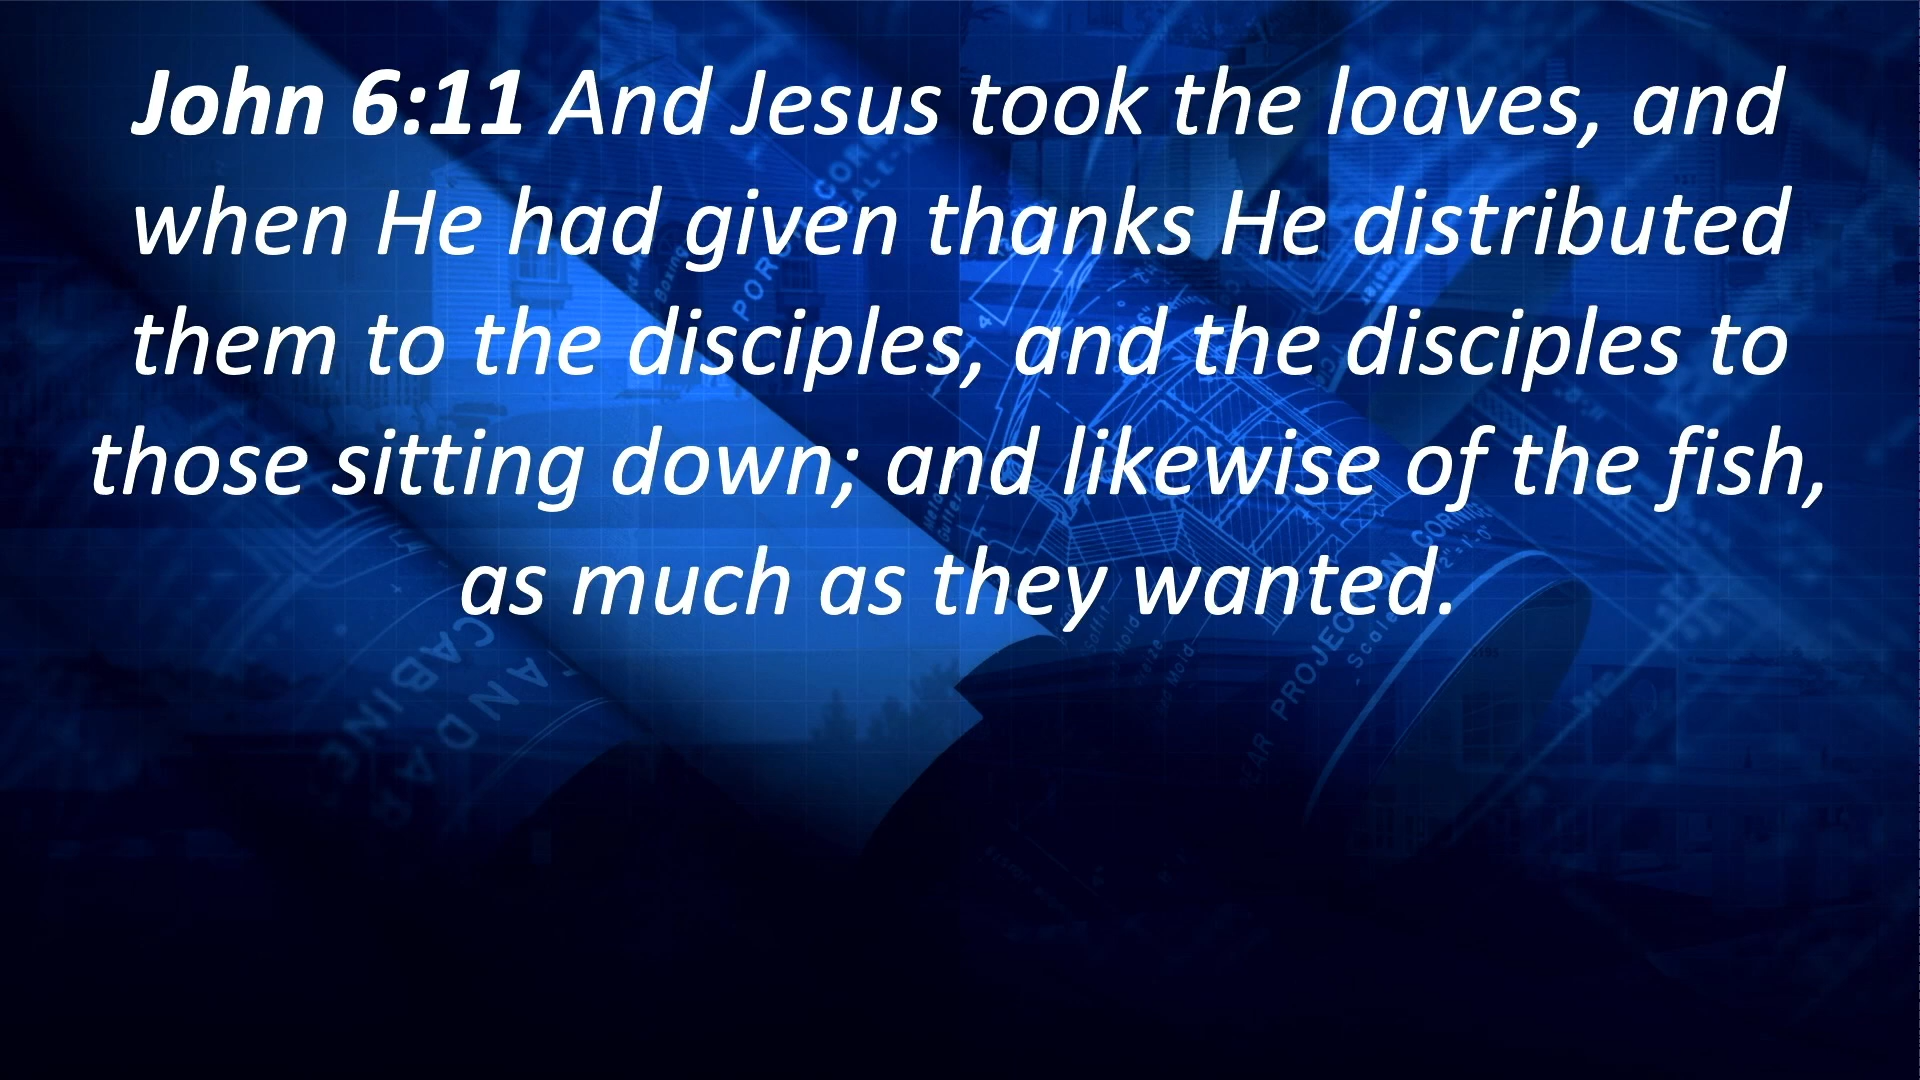 John 6:11 And Jesus took the loaves, and
when He had given thanks He distributed
them to the disciples, and the disciples to
those sitting down; and likewise of the fish,
as much as they wanted.